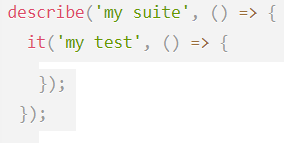 describe('my suite', () => {
  it('my test', () => {
   });
 });